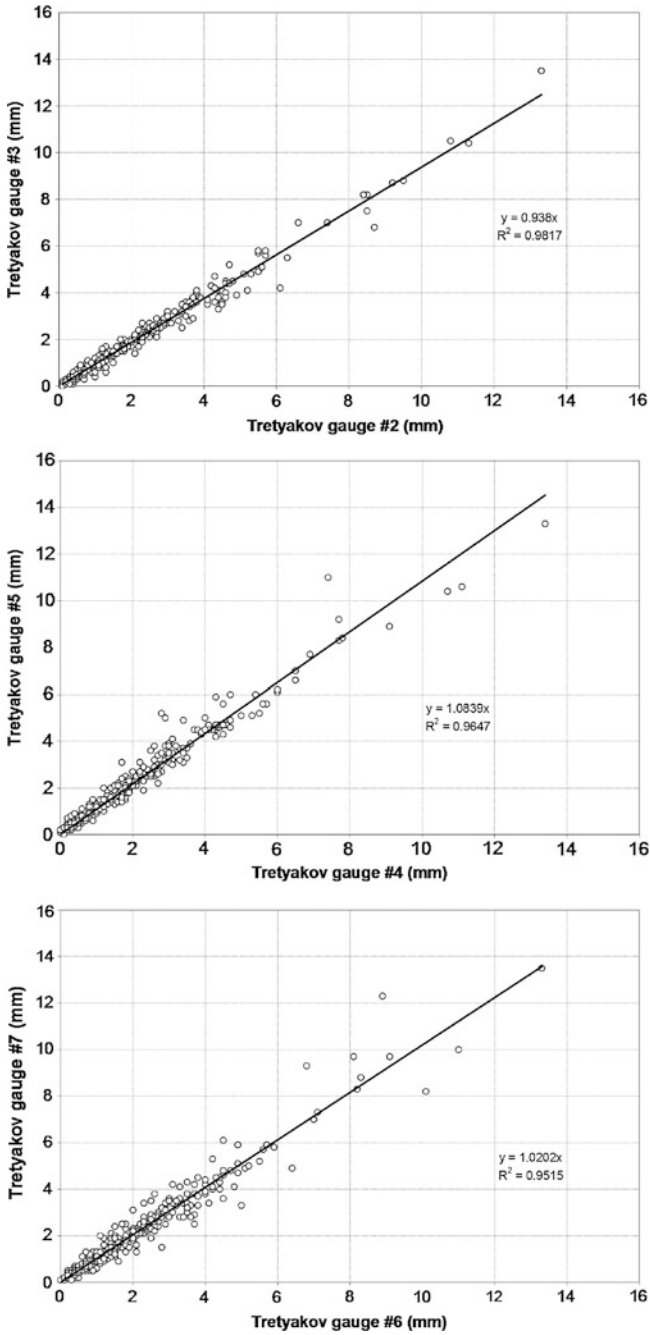 16
14
12
10
8
6
4
2
0
Tretyakov gauge #3 (mm)
y = 0.938x
R² = 0.9817
0 2 4 6 8 10 12 14 16
Tretyakov gauge #2 (mm)
16
14
12
10
8
6
4
2
0
Tretyakov gauge #5 (mm)
y = 1.0839x
R² = 0.9647
0 2 4 6 8 10 12 14 16
Tretyakov gauge #4 (mm)
16
14
12
10
8
6
4
2
0
Tretyakov gauge #7 (mm)
y = 1.0202x
R² = 0.9515
0 2 4 6 8 10 12 14 16
Tretyakov gauge #6 (mm)